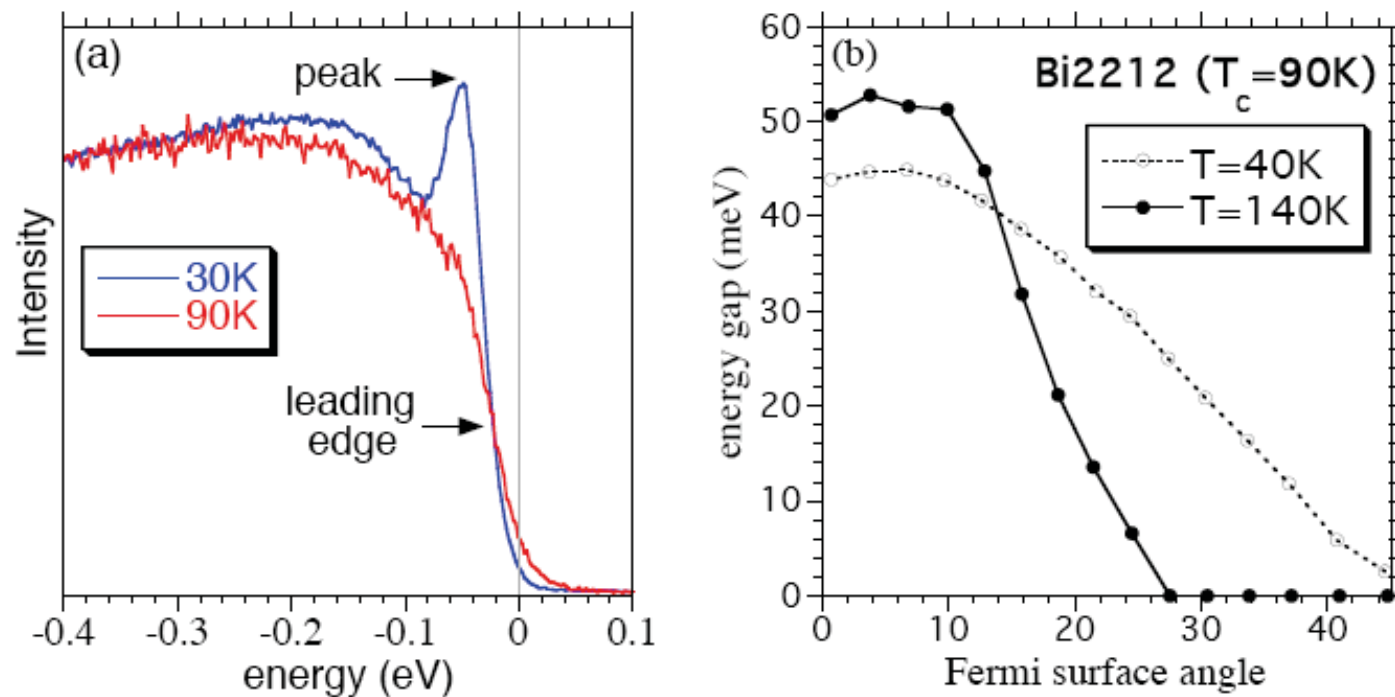 (a)
peak
30K
90K
leading
edge
Intensity
-0.4
-0.3
-0.2
-0.1
0
0.1
energy (eV)
(b)
Bi2212 (Tc=90K)
T=40K
T=140K
energy gap (meV)
60
50
40
30
20
10
0
0
10
20
30
40
Fermi surface angle